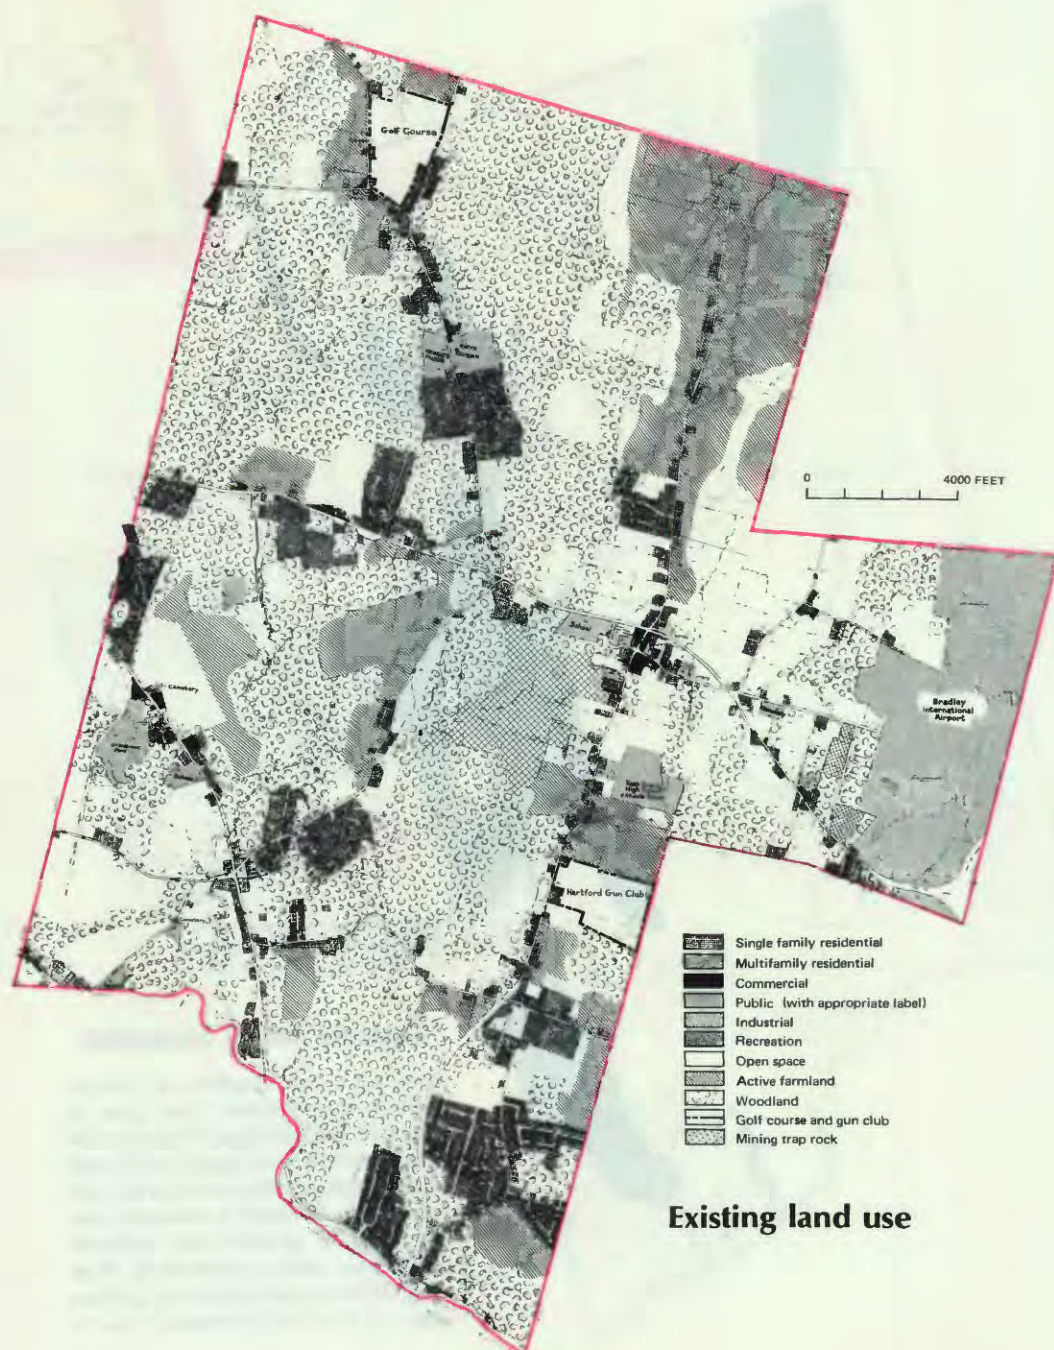 Golf Course
0
4000 FEET
School
Cemetery
Bradley
International
Airport
Hartford Gun Club
Cemetery
Single family residential
Multifamily residential
Commercial
Public (with appropriate label)
Industrial
Recreation
Open space
Active farmland
Woodland
Golf course and gun club
Mining trap rock
Existing land use